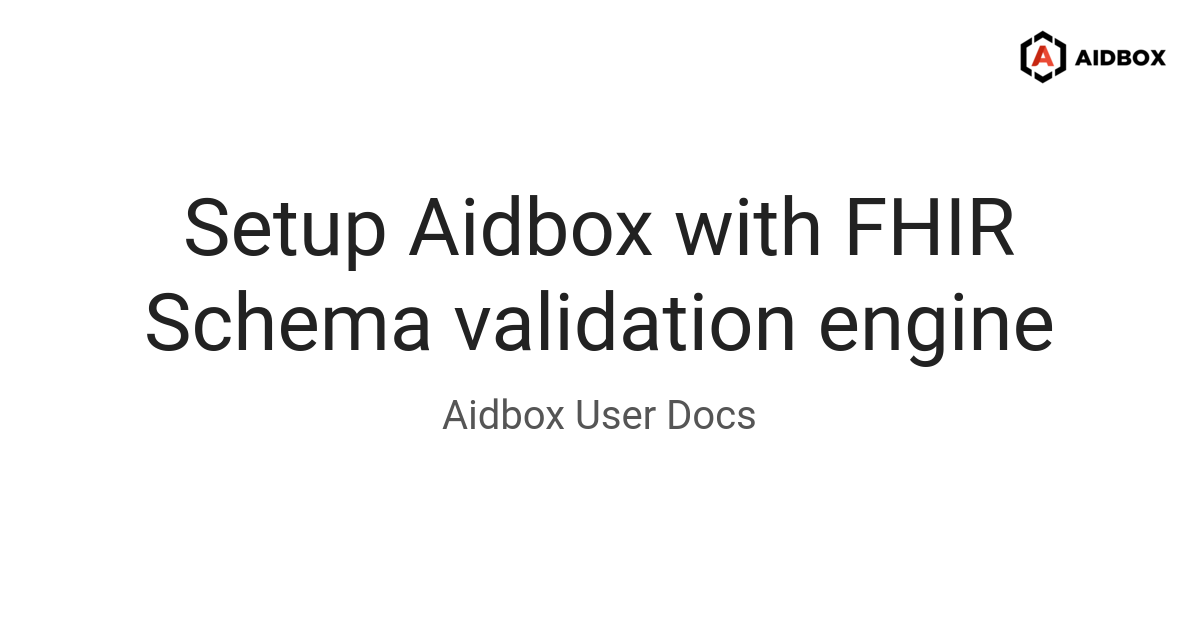 AIDBOX
Setup Aidbox with FHIR
Schema validation engine
Aidbox User Docs